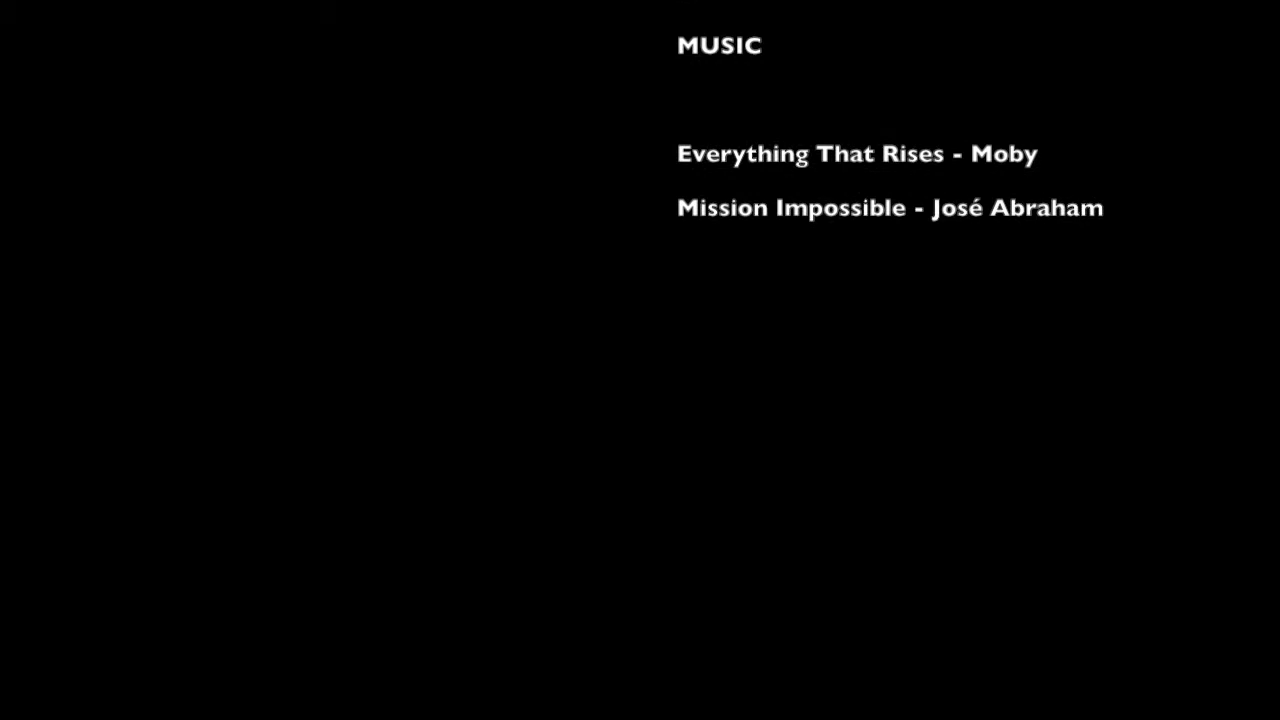 MUSIC
Everything That Rises - Moby
Mission Impossible - José Abraham